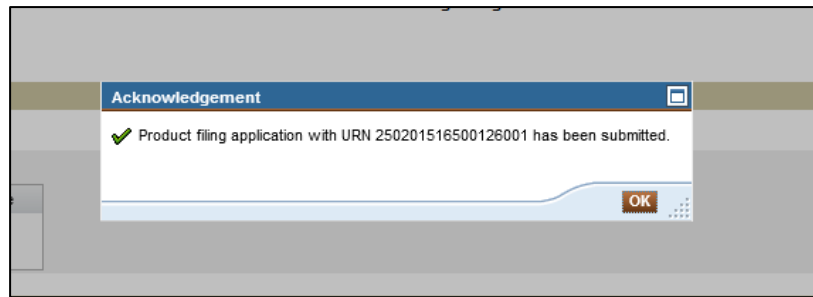 Acknowledgement
Product filing application with URN 250201516500126001 has been submitted.
OK